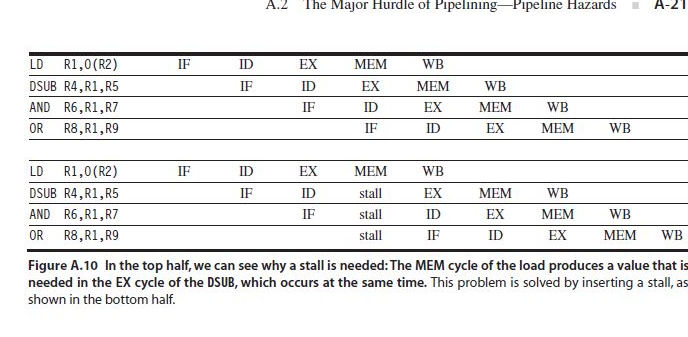 A.2 The Major Hurdle of Pipelining—Pipeline Hazards ■ A-21
LD R1,0(R2) IF ID EX MEM WB
DSUB R4,R1,R5 IF ID EX MEM WB
AND R6,R1,R7 IF ID EX MEM WB
OR R8,R1,R9 IF ID EX MEM WB
LD R1,0(R2) IF ID EX MEM WB
DSUB R4,R1,R5 IF ID stall EX MEM WB
AND R6,R1,R7 IF stall ID EX MEM WB
OR R8,R1,R9 stall IF ID EX MEM WB
Figure A.10 In the top half, we can see why a stall is needed: The MEM cycle of the load produces a value that is
needed in the EX cycle of the DSUB, which occurs at the same time. This problem is solved by inserting a stall, as
shown in the bottom half.